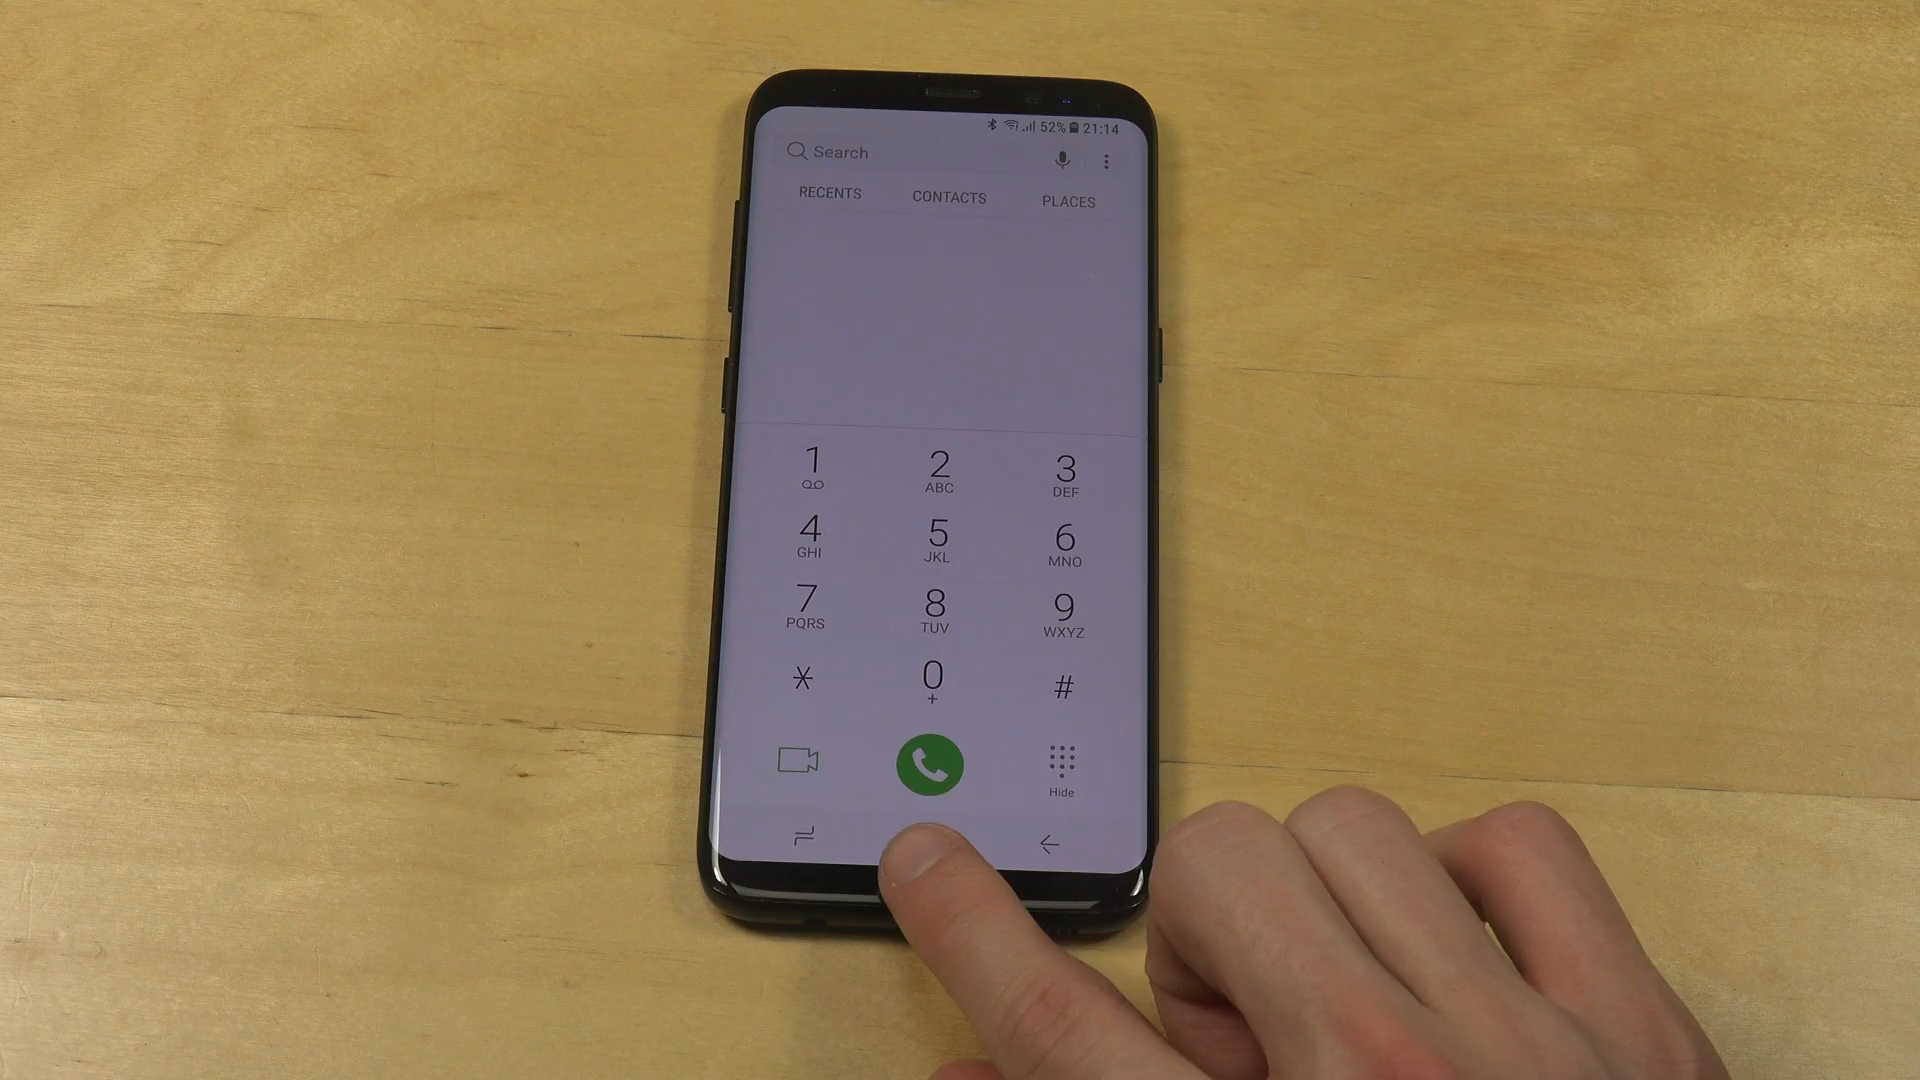 52% 21:14
Search
RECENTS CONTACTS PLACES
1 2 3
ABC DEF
4 5 6
GHI JKL MNO
7 8 9
PQRS TUV WXYZ
* 0 #
+
Hide